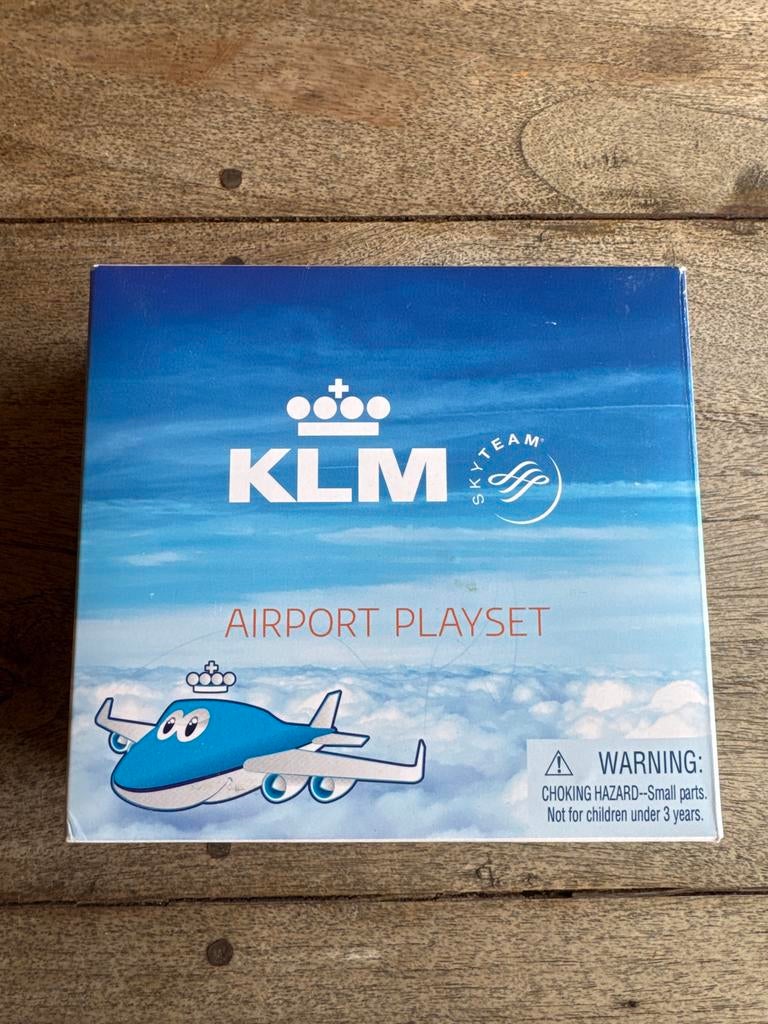 KLM
SKYTEAM
AIRPORT PLAYSET
WARNING:
CHOKING HAZARD--Small parts.
Not for children under 3 years.